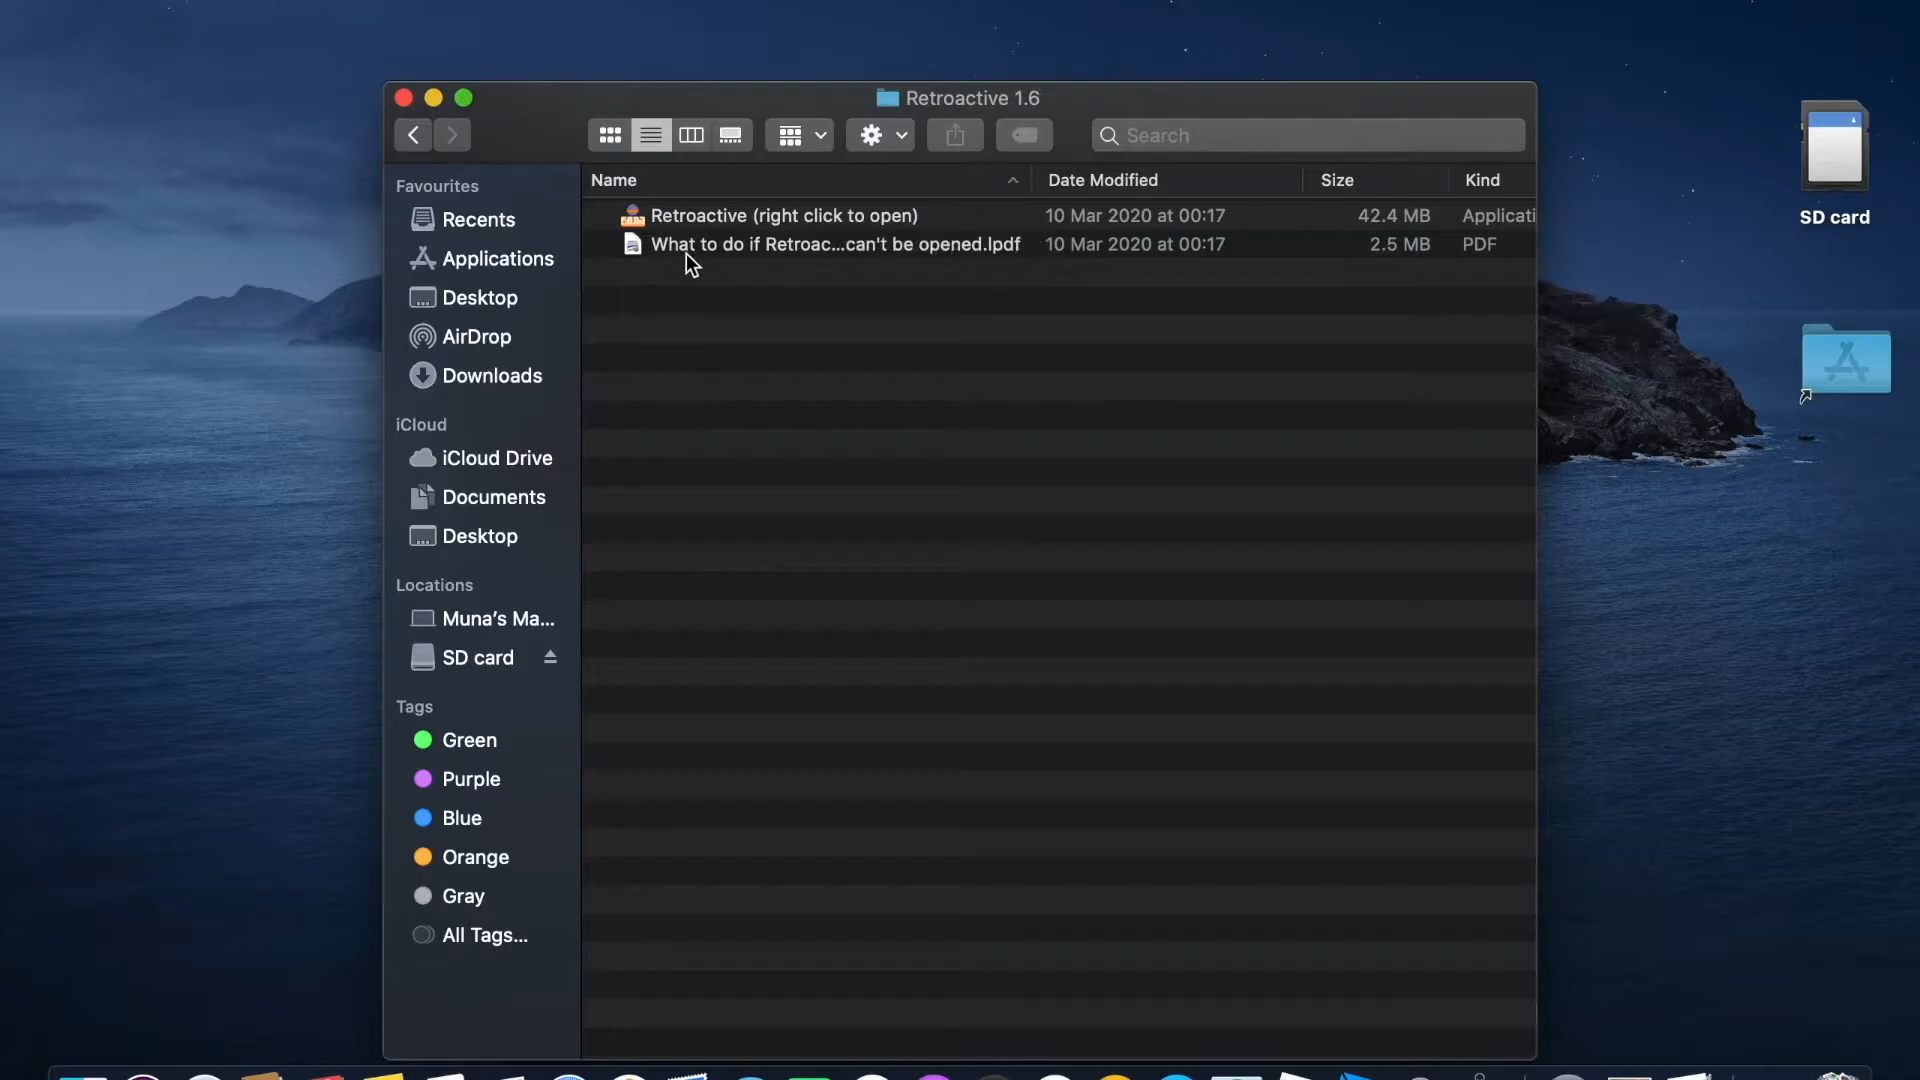 Retroactive 1.6
Search
Name
Date Modified
Size
Kind
Retroactive (right click to open)
10 Mar 2020 at 00:17
42.4 MB
Applicati
What to do if Retroac...can't be opened.lpdf
10 Mar 2020 at 00:17
2.5 MB
PDF
Favourites
Recents
Applications
Desktop
AirDrop
Downloads
iCloud
iCloud Drive
Documents
Desktop
Locations
Muna's Ma...
SD card
Tags
Green
Purple
Blue
Orange
Gray
All Tags...
SD card